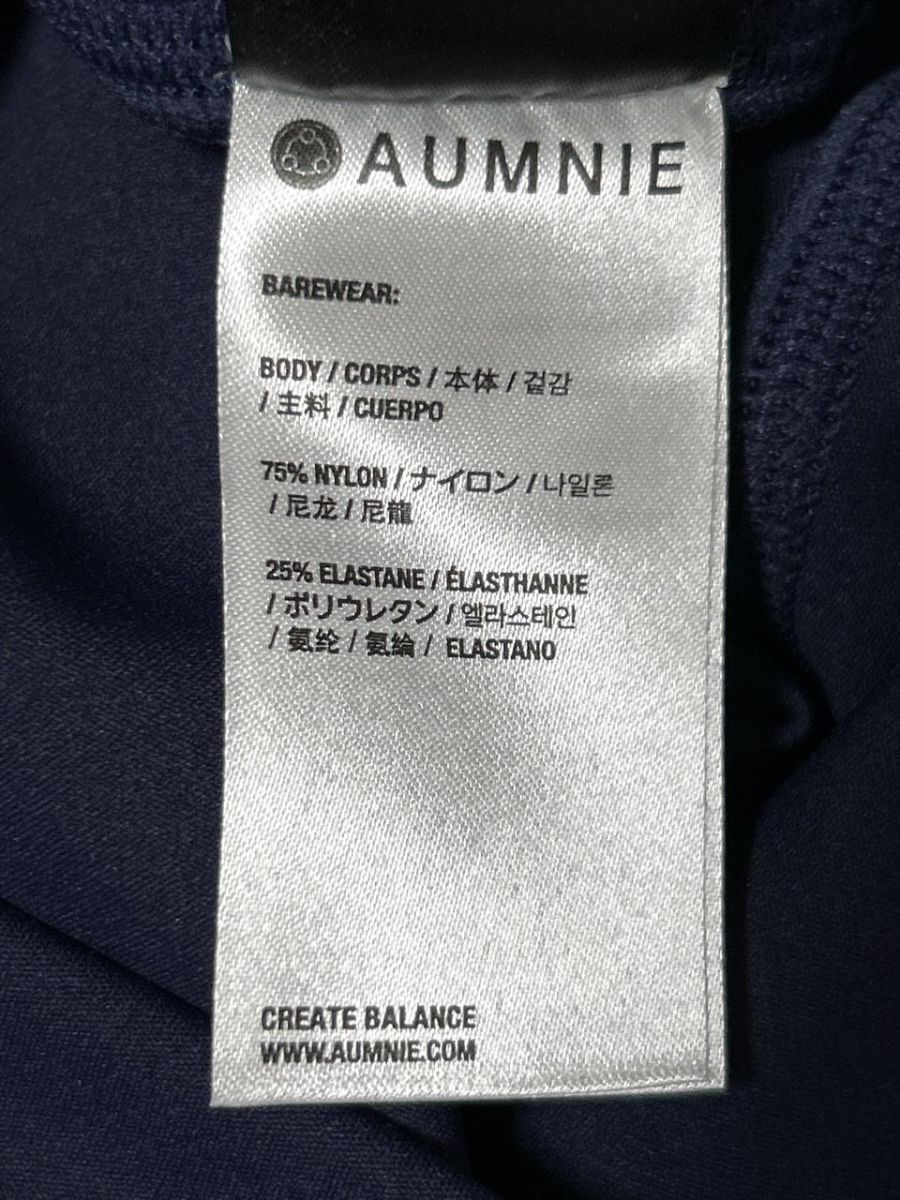 AUMNIE
BAREWEAR:
BODY / CORPS / 本体 / 겉감
/ 主料 / CUERPO
75% NYLON / ナイロン / 나일론
/ 尼龙 / 尼龍
25% ELASTANE / ÉLASTHANNE
/ ポリウレタン / 엘라스테인
/ 氨纶 / 氨綸 / ELASTANO
CREATE BALANCE
WWW.AUMNIE.COM